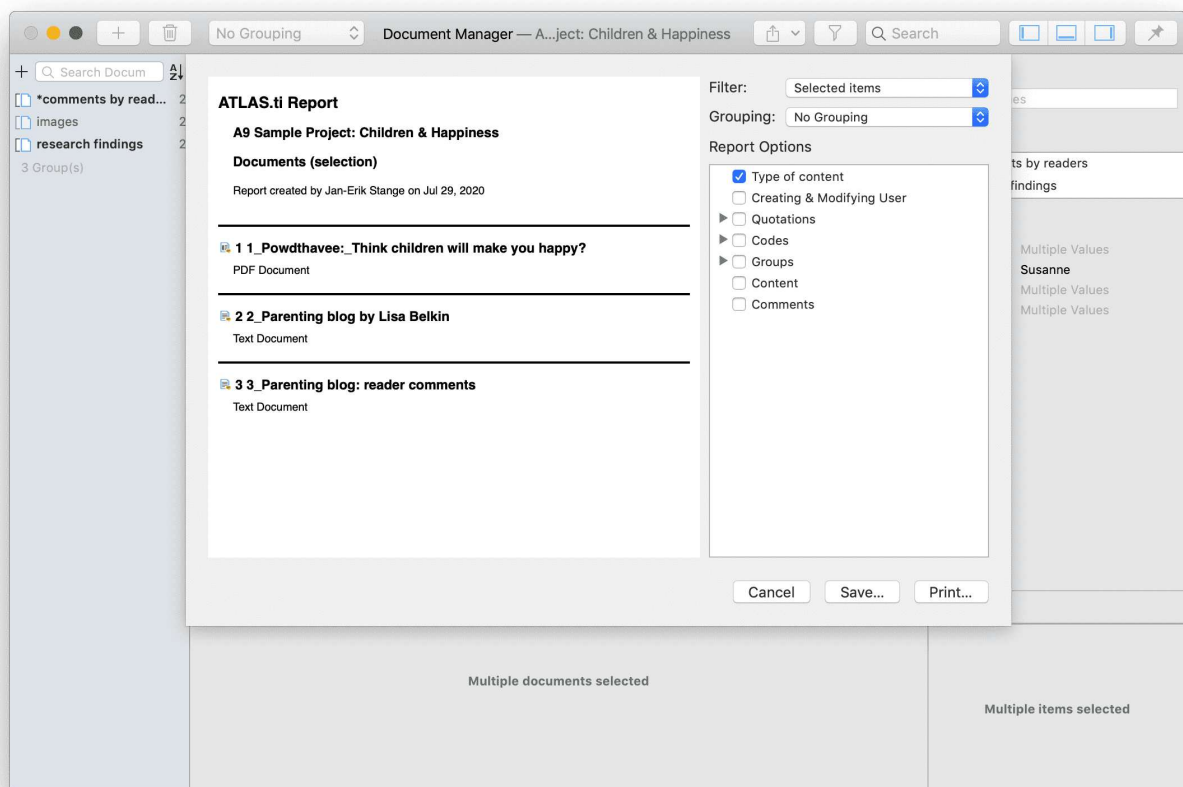 No Grouping
Document Manager — A...ject: Children & Happiness
Search
Search Docum
*comments by read... 2
images 2
research findings 2
3 Group(s)
ATLAS.ti Report
A9 Sample Project: Children & Happiness
Documents (selection)
Report created by Jan-Erik Stange on Jul 29, 2020
1 1_Powdthavee:_Think children will make you happy?
PDF Document
2 2_Parenting blog by Lisa Belkin
Text Document
3 3_Parenting blog: reader comments
Text Document
Filter: Selected items
Grouping: No Grouping
Report Options
Type of content
Creating & Modifying User
Quotations
Codes
Groups
Content
Comments
Cancel Save... Print...
es
ts by readers
findings
Multiple Values
Susanne
Multiple Values
Multiple Values
Multiple documents selected
Multiple items selected